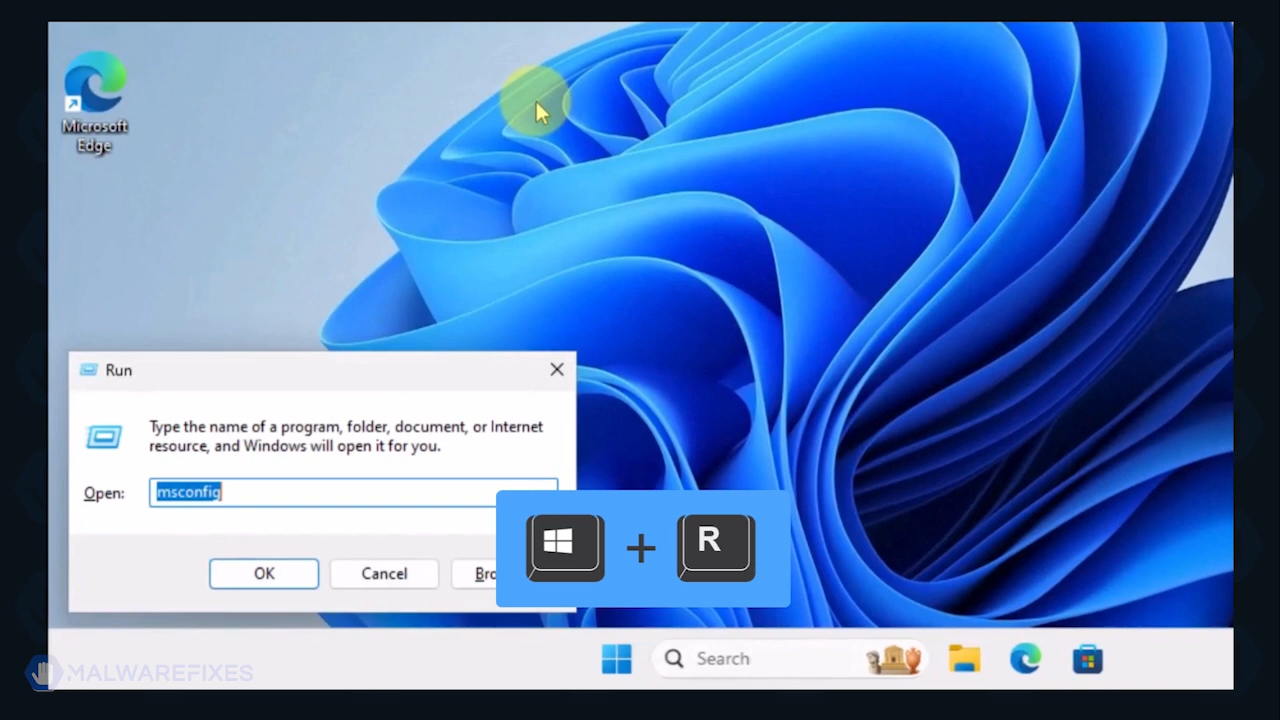 Microsoft
Edge
Run
Type the name of a program, folder, document, or Internet
resource, and Windows will open it for you.
Open:
msconfig
OK
Cancel
+
R
Search
MALWAREFIXES